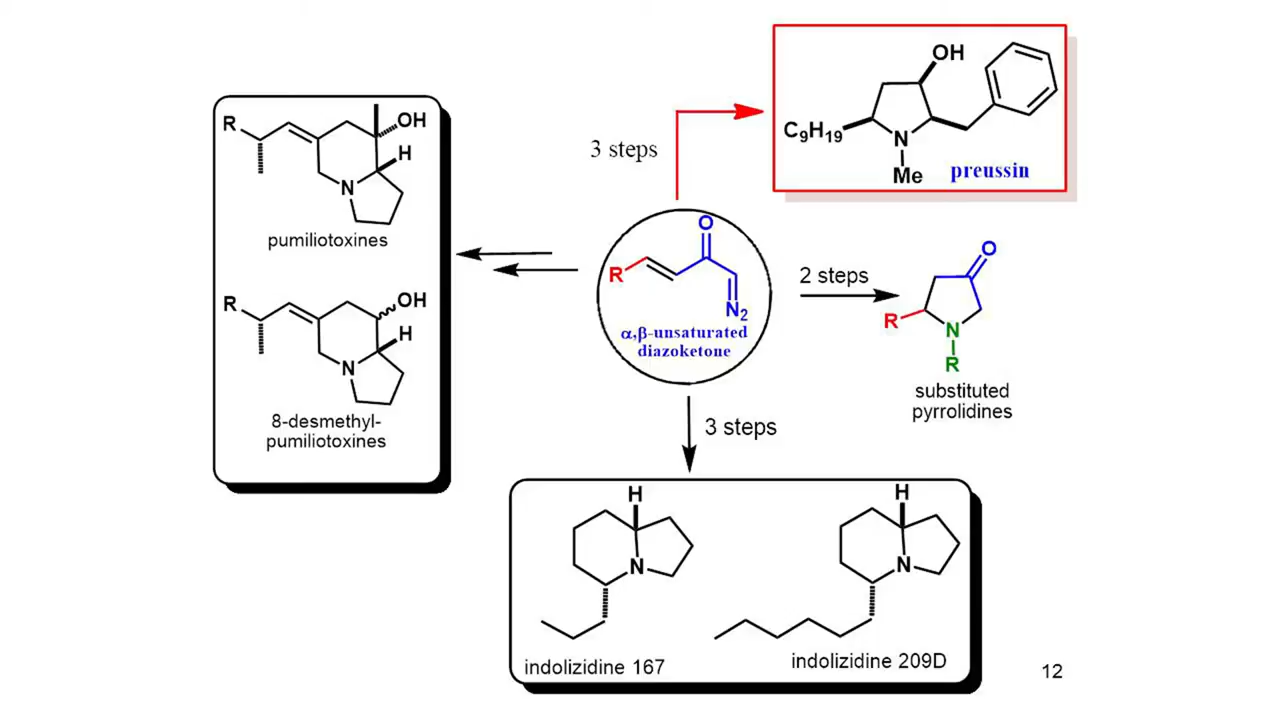 OH
C9H19
N
Me
preussin
3 steps
R
OH
H
N
pumiliotoxines
R
OH
H
N
8-desmethyl-
pumiliotoxines
O
R
N2
α,β-unsaturated
diazoketone
2 steps
O
R
N
R
substituted
pyrrolidines
3 steps
H
N
indolizidine 167
H
N
indolizidine 209D
12